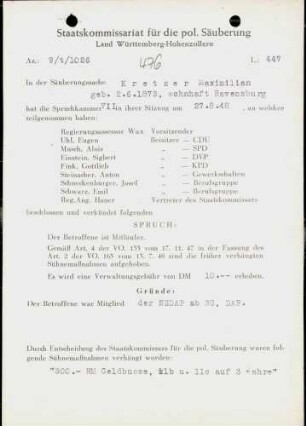 Staatskommissariat für die pol. Säuberung
Land Württemberg-Hohenzollern
Az.: 9/1/1086
476
L: 447
In der Säuberungssache: Kretzer Maximilian
geb. 2.6.1873, wohnhaft Ravensburg
hat die Spruchkammer VII in ihrer Sitzung am 27.8.48, an welcher
teilgenommen haben:
Regierungsassessor Wax Vorsitzender
Uhl, Eugen Beisitzer – CDU
Musch, Alois „ – SPD
Einstein, Sigbert „ – DVP
Fink, Gottlieb „ – KPD
Steinacher, Anton „ – Gewerkschaften
Schneckenburger, Josef „ – Berufsgruppe
Schwarz, Emil „ – Berufsgruppe
Reg.Ang. Hauer Vertreter des Staatskommissars
beschlossen und verkündet folgenden
SPRUCH:
Der Betroffene ist Mitläufer.
Gemäß Art. 4 der VO. 133 vom 17. 11. 47 in der Fassung des
Art. 2 der VO. 165 vom 13. 7. 48 sind die früher verhängten
Sühnemaßnahmen aufgehoben.
Es wird eine Verwaltungsgebühr von DM 10.-- erhoben.
Gründe:
Der Betroffene war Mitglied der NSDAP ab
Durch Entscheidung des Staatskommissars für die pol. Säuberung waren fol-
gende Sühnemaßnahmen verhängt worden:
"300.- RM Geldbusse, 11b u. 11c auf 3 Jahre"